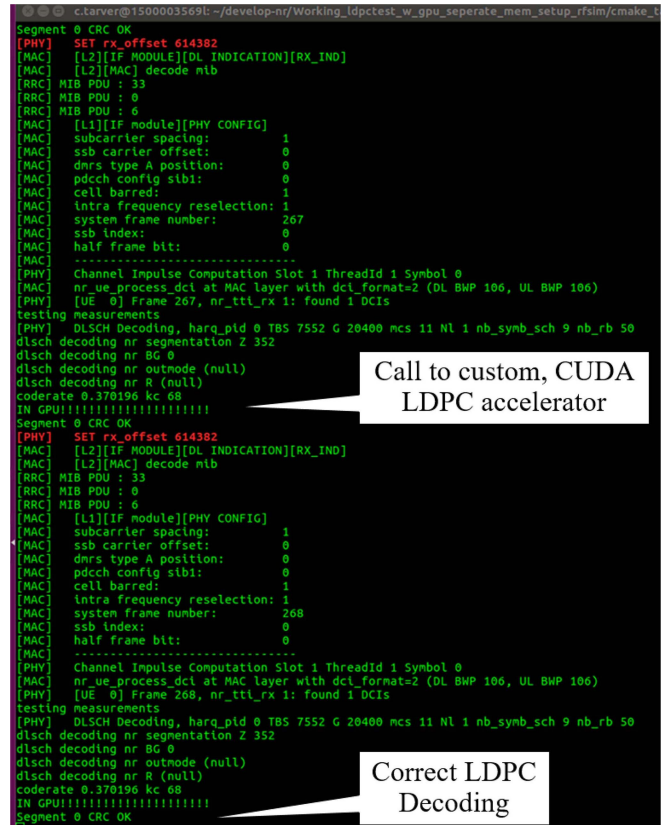 c.tarver@1500003569l: ~/develop-nr/Working_ldpctest_w_gpu_seperate_mem_setup_rfsim/cmake_t
Segment 0 CRC OK
[PHY] SET rx_offset 614382
[MAC] [L2][IF MODULE][DL INDICATION][RX_IND]
[MAC] [L2][MAC] decode mib
[RRC] MIB PDU : 33
[RRC] MIB PDU : 0
[RRC] MIB PDU : 6
[MAC] [L1][IF module][PHY CONFIG]
[MAC] subcarrier spacing: 1
[MAC] ssb carrier offset: 0
[MAC] dmrs type A position: 0
[MAC] pdcch config sib1: 0
[MAC] cell barred: 1
[MAC] intra frequency reselection: 1
[MAC] system frame number: 267
[MAC] ssb index: 0
[MAC] half frame bit: 0
[MAC] -------------------------------
[PHY] Channel Impulse Computation Slot 1 ThreadId 1 Symbol 0
[MAC] nr_ue_process_dci at MAC layer with dci_format=2 (DL BWP 106, UL BWP 106)
[PHY] [UE 0] Frame 267, nr_tti_rx 1: found 1 DCIs
testing measurements
[PHY] DLSCH Decoding, harq_pid 0 TBS 7552 G 20400 mcs 11 Nl 1 nb_symb_sch 9 nb_rb 50
dlsch decoding nr segmentation Z 352
dlsch decoding nr BG 0
dlsch decoding nr outmode (null)
dlsch decoding nr R (null)
coderate 0.370196 kc 68
IN GPU!!!!!!!!!!!!!!!!!!!!!!
Call to custom, CUDA
LDPC accelerator
Segment 0 CRC OK
[PHY] SET rx_offset 614382
[MAC] [L2][IF MODULE][DL INDICATION][RX_IND]
[MAC] [L2][MAC] decode mib
[RRC] MIB PDU : 33
[RRC] MIB PDU : 0
[RRC] MIB PDU : 6
[MAC] [L1][IF module][PHY CONFIG]
[MAC] subcarrier spacing: 1
[MAC] ssb carrier offset: 0
[MAC] dmrs type A position: 0
[MAC] pdcch config sib1: 0
[MAC] cell barred: 1
[MAC] intra frequency reselection: 1
[MAC] system frame number: 268
[MAC] ssb index: 0
[MAC] half frame bit: 0
[MAC] -------------------------------
[PHY] Channel Impulse Computation Slot 1 ThreadId 1 Symbol 0
[MAC] nr_ue_process_dci at MAC layer with dci_format=2 (DL BWP 106, UL BWP 106)
[PHY] [UE 0] Frame 268, nr_tti_rx 1: found 1 DCIs
testing measurements
[PHY] DLSCH Decoding, harq_pid 0 TBS 7552 G 20400 mcs 11 Nl 1 nb_symb_sch 9 nb_rb 50
dlsch decoding nr segmentation Z 352
dlsch decoding nr BG 0
dlsch decoding nr outmode (null)
dlsch decoding nr R (null)
coderate 0.370196 kc 68
IN GPU!!!!!!!!!!!!!!!!!!!!!!
Segment 0 CRC OK
Correct LDPC
Decoding